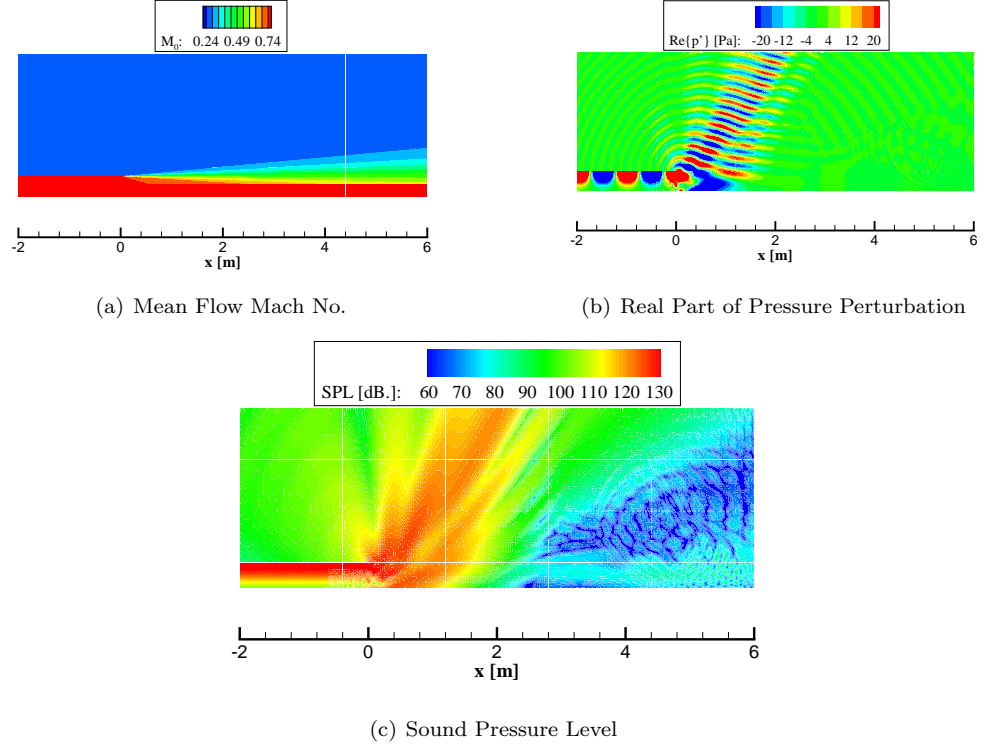 M₀: 0.24 0.49 0.74
Re{p'} [Pa]: -20 -12 -4 4 12 20
-2 0 2 4 6
x [m]
-2 0 2 4 6
x [m]
(a) Mean Flow Mach No.
(b) Real Part of Pressure Perturbation
SPL [dB.]: 60 70 80 90 100 110 120 130
-2 0 2 4 6
x [m]
(c) Sound Pressure Level